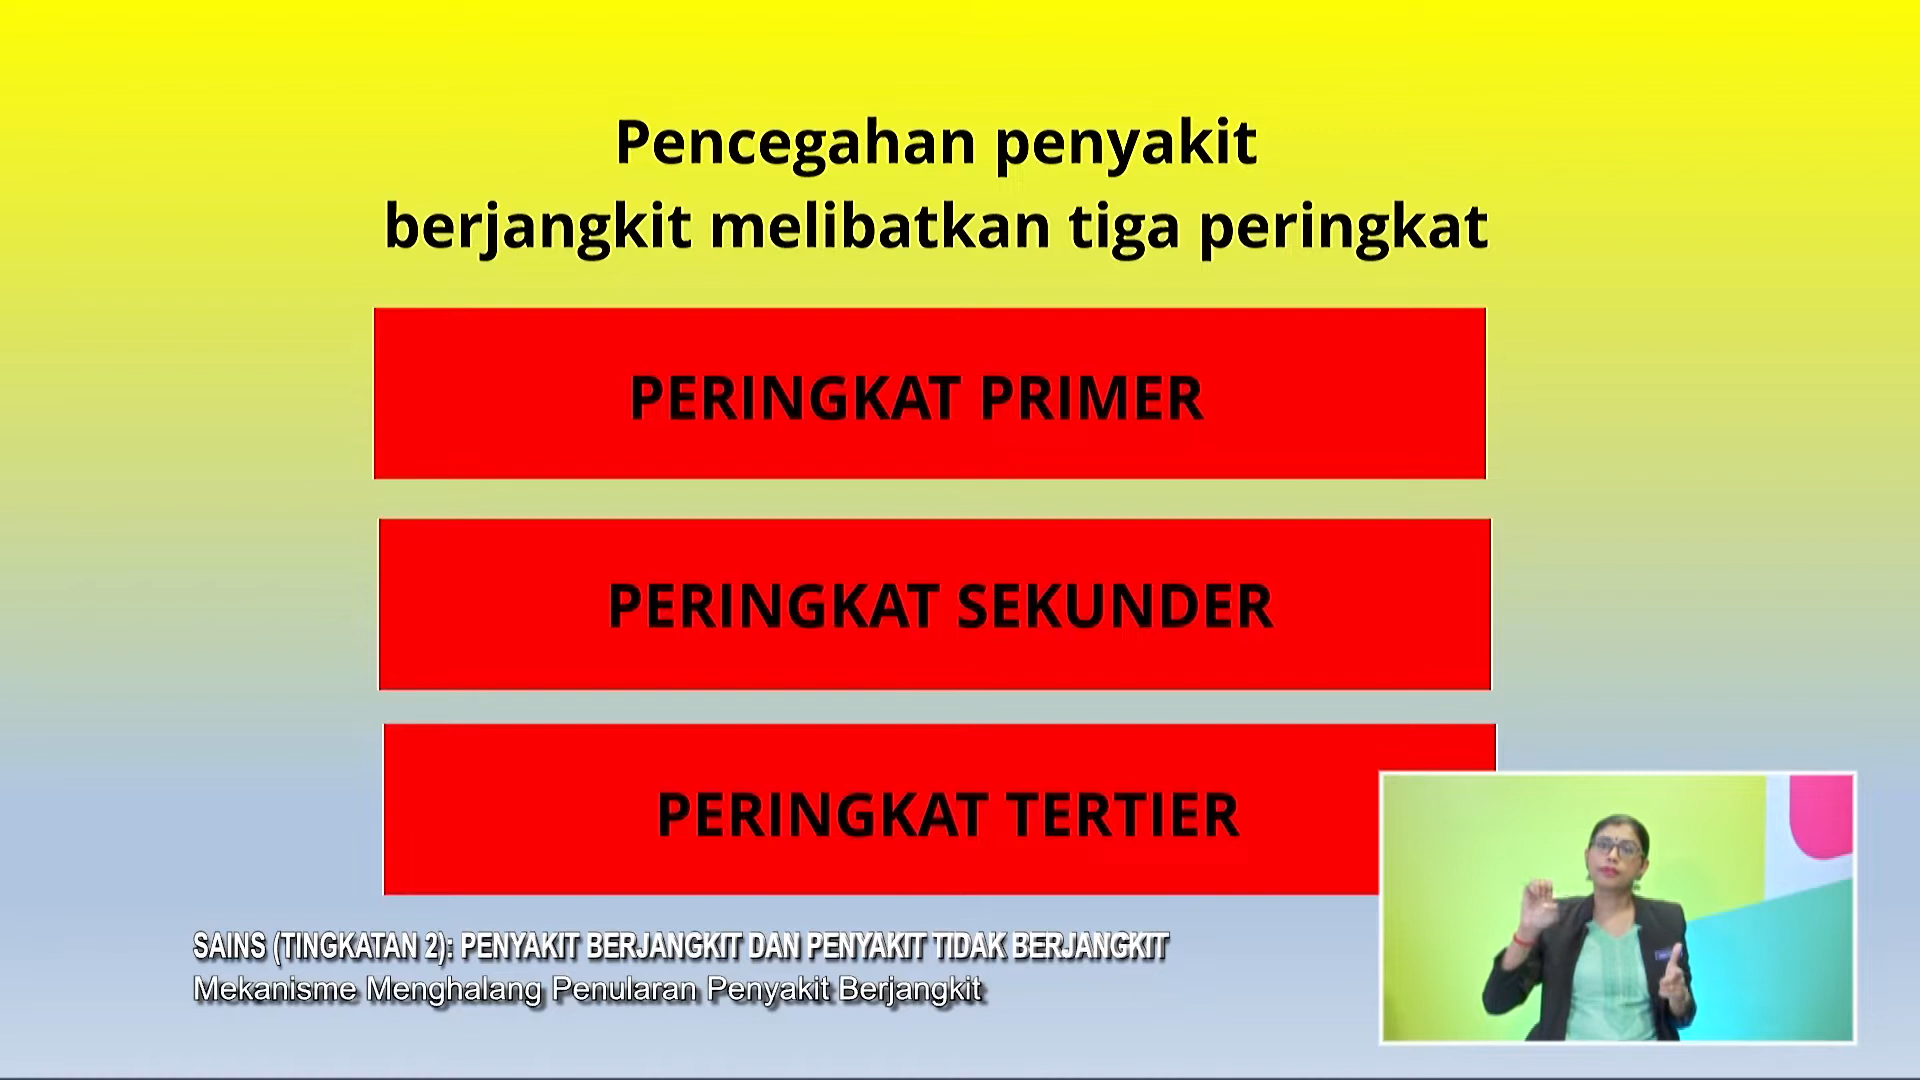 Pencegahan penyakit
berjangkit melibatkan tiga peringkat
PERINGKAT PRIMER
PERINGKAT SEKUNDER
PERINGKAT TERTIER
SAINS (TINGKATAN 2): PENYAKIT BERJANGKIT DAN PENYAKIT TIDAK BERJANGKIT
Mekanisme Menghalang Penularan Penyakit Berjangkit